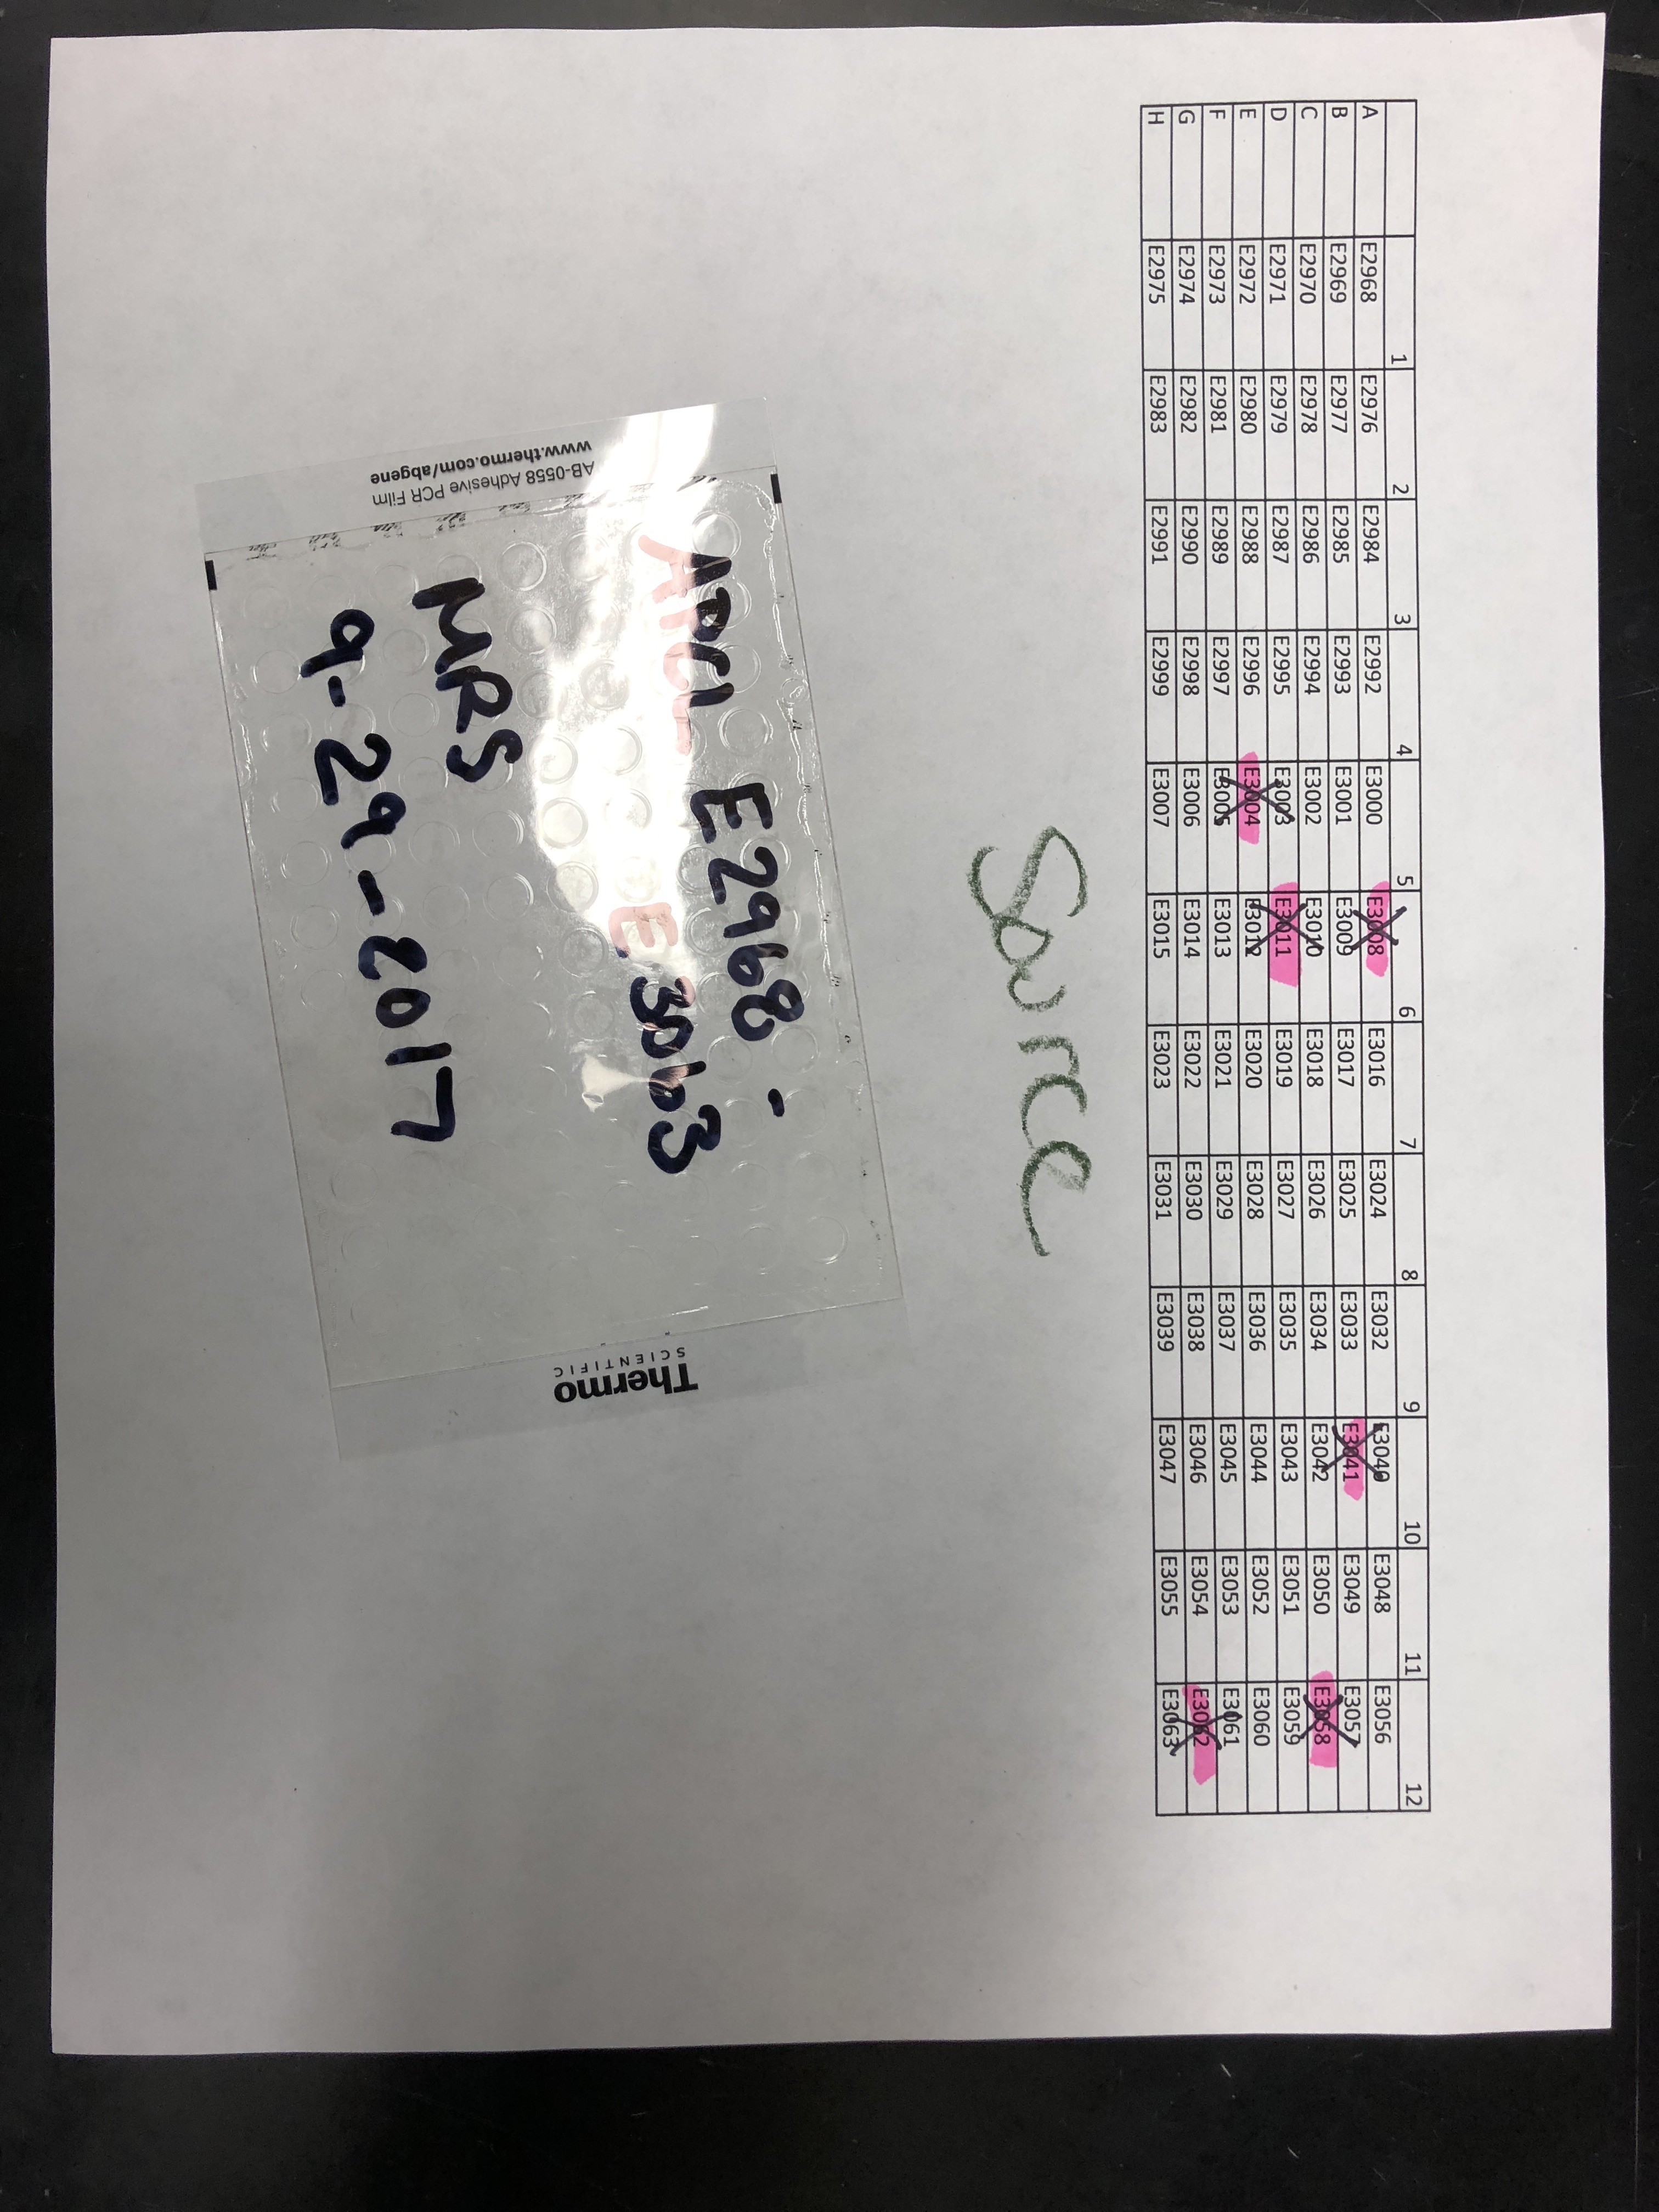 1 2 3 4 5 6 7 8 9 10 11 12
A E2968 E2976 E2984 E2992 E3000 E3008 E3016 E3024 E3032 E3040 E3048 E3056
B E2969 E2977 E2985 E2993 E3001 E3009 E3017 E3025 E3033 E3041 E3049 E3057
C E2970 E2978 E2986 E2994 E3002 E3010 E3018 E3026 E3034 E3042 E3050 E3058
D E2971 E2979 E2987 E2995 E3003 E3011 E3019 E3027 E3035 E3043 E3051 E3059
E E2972 E2980 E2988 E2996 E3004 E3012 E3020 E3028 E3036 E3044 E3052 E3060
F E2973 E2981 E2989 E2997 E3005 E3013 E3021 E3029 E3037 E3045 E3053 E3061
G E2974 E2982 E2990 E2998 E3006 E3014 E3022 E3030 E3038 E3046 E3054 E3062
H E2975 E2983 E2991 E2999 E3007 E3015 E3023 E3031 E3039 E3047 E3055 E3063
Source
E2968 -
E3063
MRS
9-29-2017
AB-0558 Adhesive PCR Film
www.thermo.com/abgene
Thermo
SCIENTIFIC